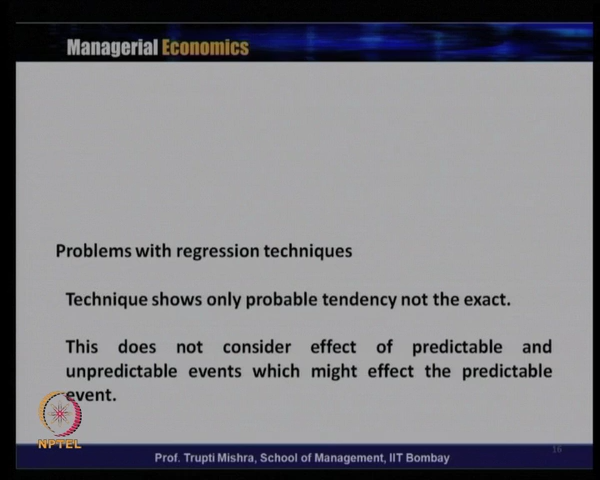 Managerial Economics
Problems with regression techniques
Technique shows only probable tendency not the exact.
This does not consider effect of predictable and
unpredictable events which might effect the predictable
event.
NPTEL
Prof. Trupti Mishra, School of Management, IIT Bombay
16